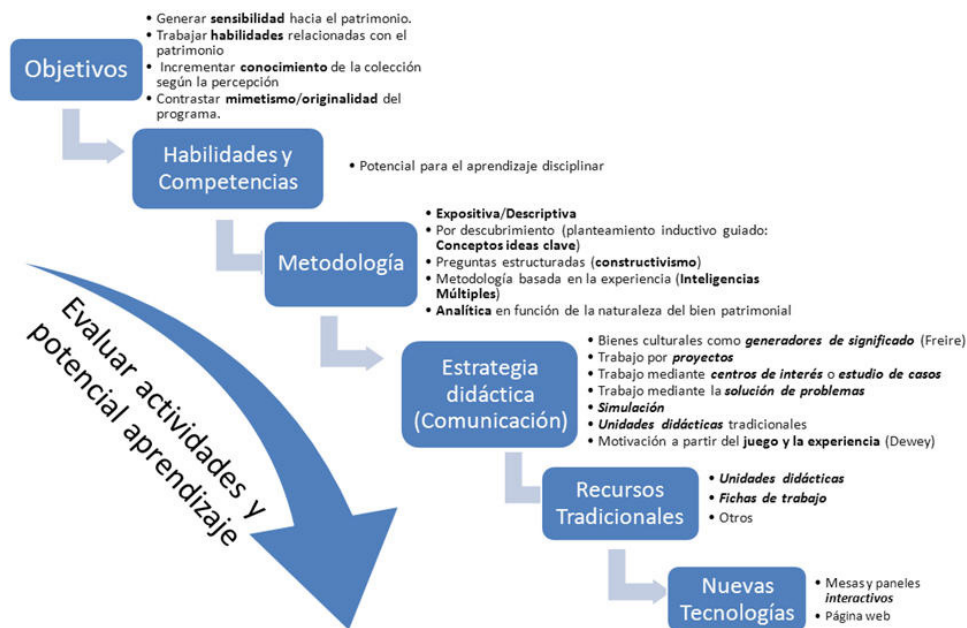 • Generar sensibilidad hacia el patrimonio.
• Trabajar habilidades relacionadas con el
patrimonio
• Incrementar conocimiento de la colección
según la percepción
• Contrastar mimetismo/originalidad del
programa.
Objetivos
Habilidades y
Competencias
• Potencial para el aprendizaje disciplinar
Metodología
• Expositiva/Descriptiva
• Por descubrimiento (planteamiento inductivo guiado:
Conceptos ideas clave)
• Preguntas estructuradas (constructivismo)
• Metodología basada en la experiencia (Inteligencias
Múltiples)
• Analítica en función de la naturaleza del bien patrimonial
Estrategia
didáctica
(Comunicación)
• Bienes culturales como generadores de significado (Freire)
• Trabajo por proyectos
• Trabajo mediante centros de interés o estudio de casos
• Trabajo mediante la solución de problemas
• Simulación
• Unidades didácticas tradicionales
• Motivación a partir del juego y la experiencia (Dewey)
Recursos
Tradicionales
• Unidades didácticas
• Fichas de trabajo
• Otros
Nuevas
Tecnologías
• Mesas y paneles
interactivos
• Página web
Evaluar actividades y
potencial aprendizaje